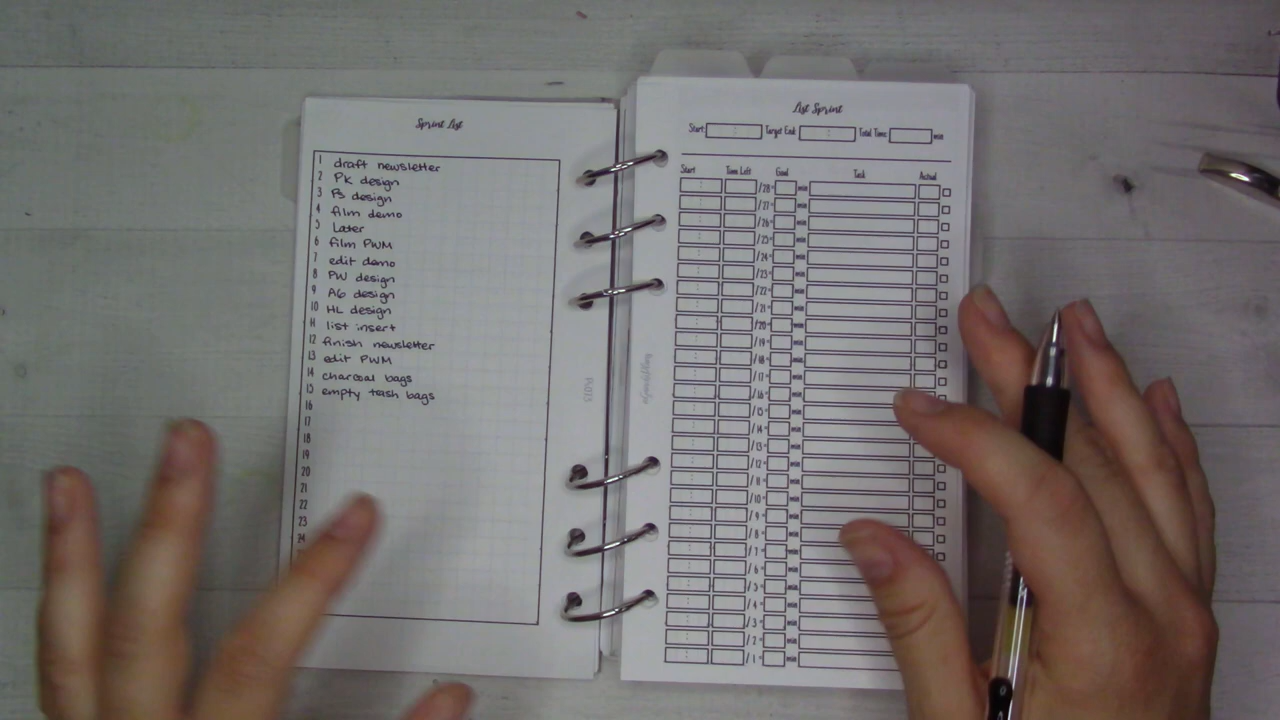 Sprint List
1 draft newsletter
2 PK design
3 PS design
4 film demo
5 Later
6 film PWM
7 edit demo
8 PW design
9 A6 design
10 HL design
11 list insert
12 finish newsletter
13 edit PWM
14 charcoal bags
15 empty trash bags
16
17
18
19
20
21
22
23
24
List Sprint
Start: : Target End: : Total Time: min
Start Time Left Goal Task Actual
: /28= min
: /27= min
: /26= min
: /25= min
: /24= min
: /23= min
: /22= min
: /21= min
: /20= min
: /19= min
: /18= min
: /17= min
: /16= min
: /15= min
: /14= min
: /13= min
: /12= min
: /11= min
: /10= min
: /9= min
: /8= min
: /7= min
: /6= min
: /5= min
: /4= min
: /3= min
: /2= min
: /1= min